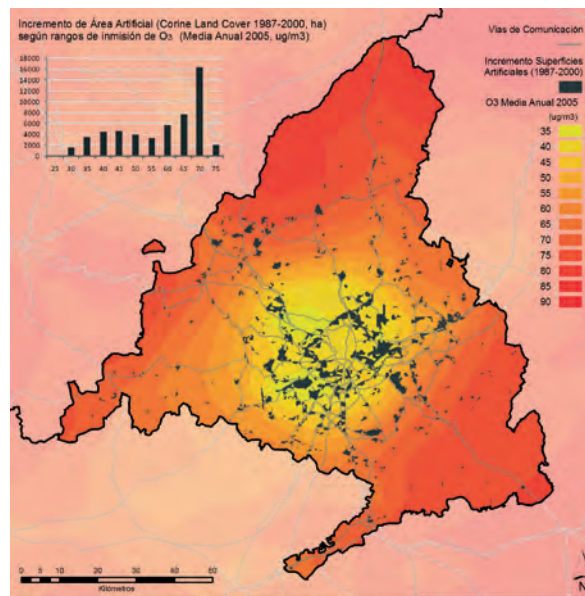 Incremento de Área Artificial (Corine Land Cover 1987-2000, ha)
según rangos de inmisión de O3 (Media Anual 2005, ug/m3)
18000
16000
14000
12000
10000
8000
6000
4000
2000
0
25 30 35 40 45 50 55 60 65 70 75
Vias de Comunicación
Incremento Superficies
Artificiales (1987-2000)
O3 Media Anual 2005
(ug/m3)
35
40
45
50
55
60
65
70
75
80
85
90
0 5 10 20 30 40 50
Kilómetros
N